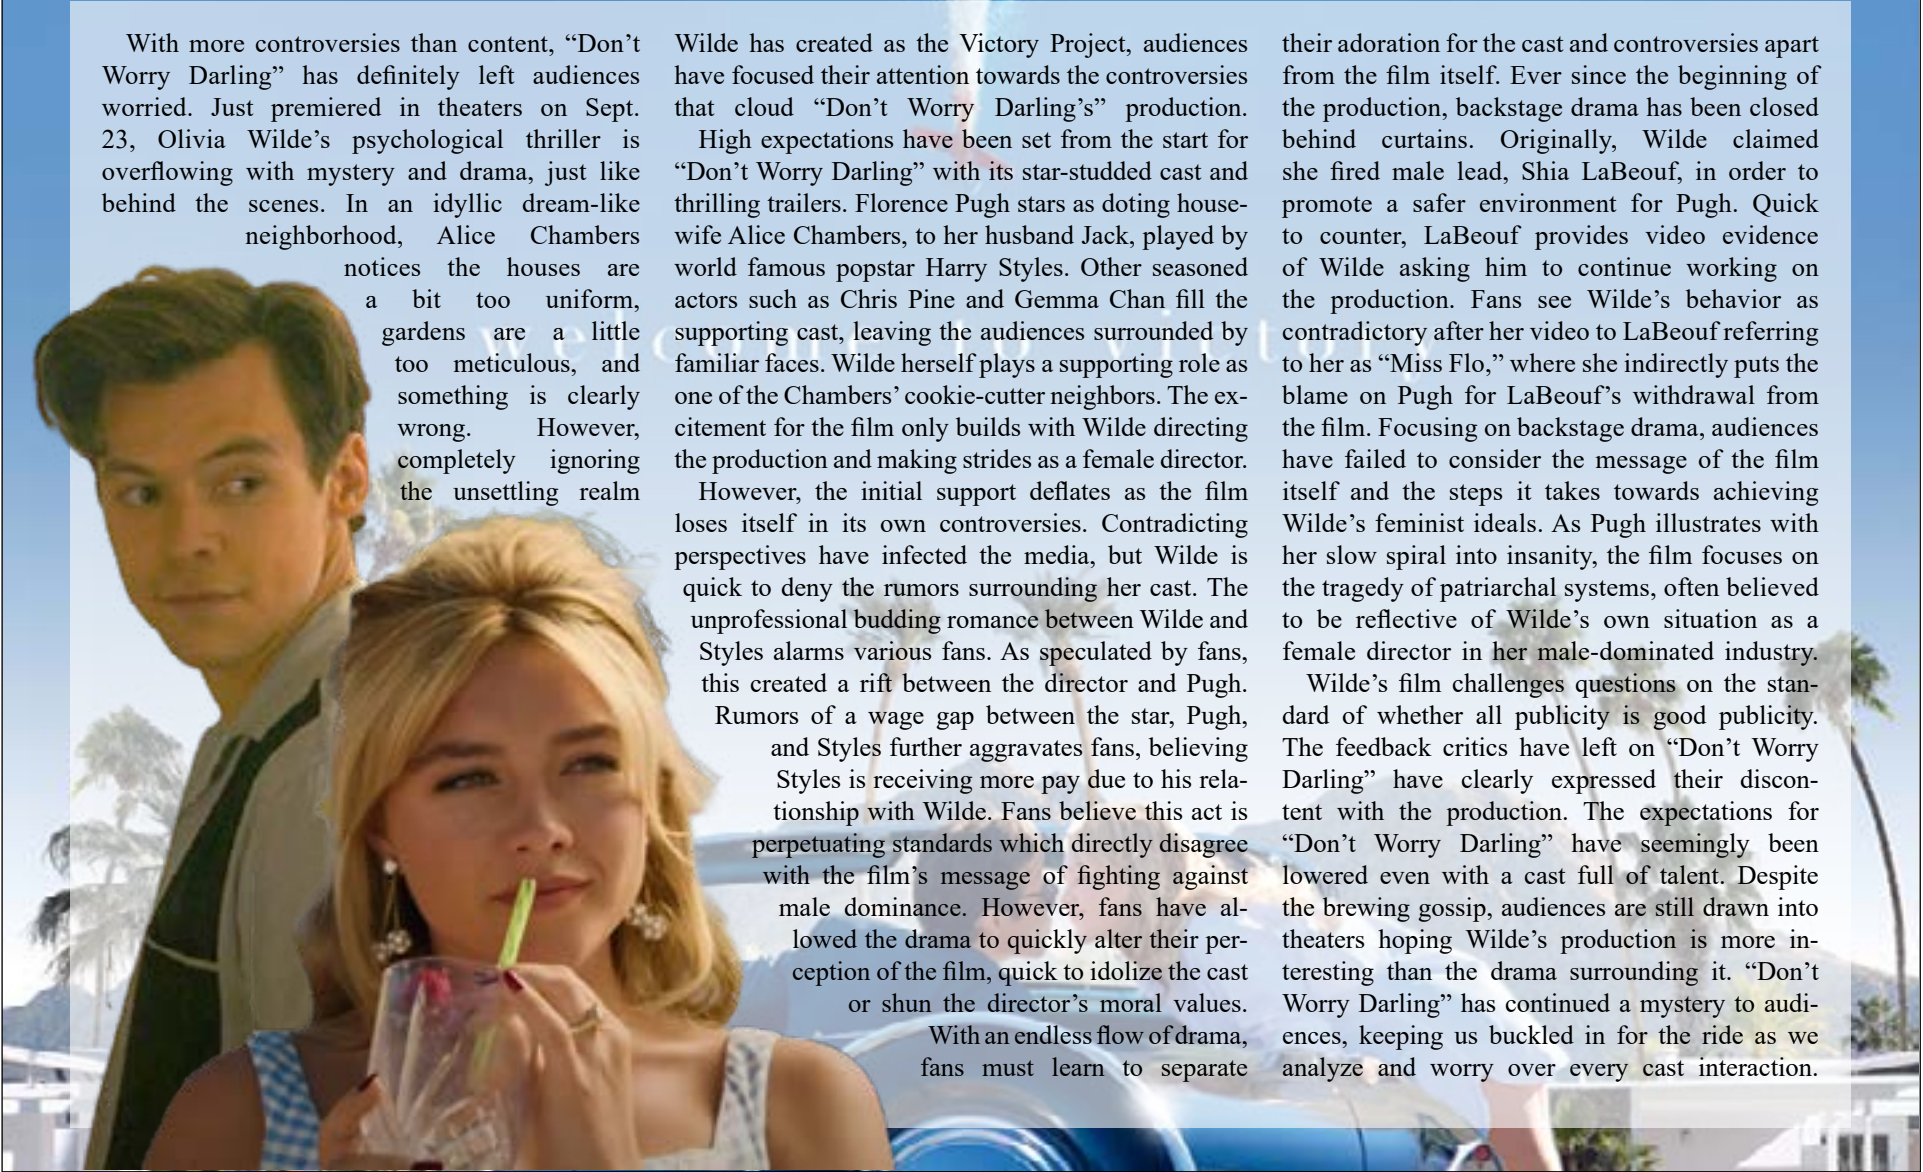 With more controversies than content, “Don’t
Worry Darling” has definitely left audiences
worried. Just premiered in theaters on Sept.
23, Olivia Wilde’s psychological thriller is
overflowing with mystery and drama, just like
behind the scenes. In an idyllic dream-like
neighborhood, Alice Chambers
notices the houses are
a bit too uniform,
gardens are a little
too meticulous, and
something is clearly
wrong. However,
completely ignoring
the unsettling realm
Wilde has created as the Victory Project, audiences
have focused their attention towards the controversies
that cloud “Don’t Worry Darling’s” production.
High expectations have been set from the start for
“Don’t Worry Darling” with its star-studded cast and
thrilling trailers. Florence Pugh stars as doting house-
wife Alice Chambers, to her husband Jack, played by
world famous popstar Harry Styles. Other seasoned
actors such as Chris Pine and Gemma Chan fill the
supporting cast, leaving the audiences surrounded by
familiar faces. Wilde herself plays a supporting role as
one of the Chambers’ cookie-cutter neighbors. The ex-
citement for the film only builds with Wilde directing
the production and making strides as a female director.
However, the initial support deflates as the film
loses itself in its own controversies. Contradicting
perspectives have infected the media, but Wilde is
quick to deny the rumors surrounding her cast. The
unprofessional budding romance between Wilde and
Styles alarms various fans. As speculated by fans,
this created a rift between the director and Pugh.
Rumors of a wage gap between the star, Pugh,
and Styles further aggravates fans, believing
Styles is receiving more pay due to his rela-
tionship with Wilde. Fans believe this act is
perpetuating standards which directly disagree
with the film’s message of fighting against
male dominance. However, fans have al-
lowed the drama to quickly alter their per-
ception of the film, quick to idolize the cast
or shun the director’s moral values.
With an endless flow of drama,
fans must learn to separate
their adoration for the cast and controversies apart
from the film itself. Ever since the beginning of
the production, backstage drama has been closed
behind curtains. Originally, Wilde claimed
she fired male lead, Shia LaBeouf, in order to
promote a safer environment for Pugh. Quick
to counter, LaBeouf provides video evidence
of Wilde asking him to continue working on
the production. Fans see Wilde’s behavior as
contradictory after her video to LaBeouf referring
to her as “Miss Flo,” where she indirectly puts the
blame on Pugh for LaBeouf’s withdrawal from
the film. Focusing on backstage drama, audiences
have failed to consider the message of the film
itself and the steps it takes towards achieving
Wilde’s feminist ideals. As Pugh illustrates with
her slow spiral into insanity, the film focuses on
the tragedy of patriarchal systems, often believed
to be reflective of Wilde’s own situation as a
female director in her male-dominated industry.
Wilde’s film challenges questions on the stan-
dard of whether all publicity is good publicity.
The feedback critics have left on “Don’t Worry
Darling” have clearly expressed their discon-
tent with the production. The expectations for
“Don’t Worry Darling” have seemingly been
lowered even with a cast full of talent. Despite
the brewing gossip, audiences are still drawn into
theaters hoping Wilde’s production is more in-
teresting than the drama surrounding it. “Don’t
Worry Darling” has continued a mystery to audi-
ences, keeping us buckled in for the ride as we
analyze and worry over every cast interaction.
welcome to victory